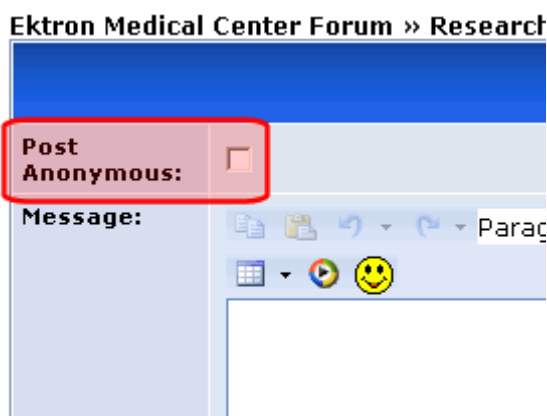 Ektron Medical Center Forum » Research
Post
Anonymous:
Message:
Parag